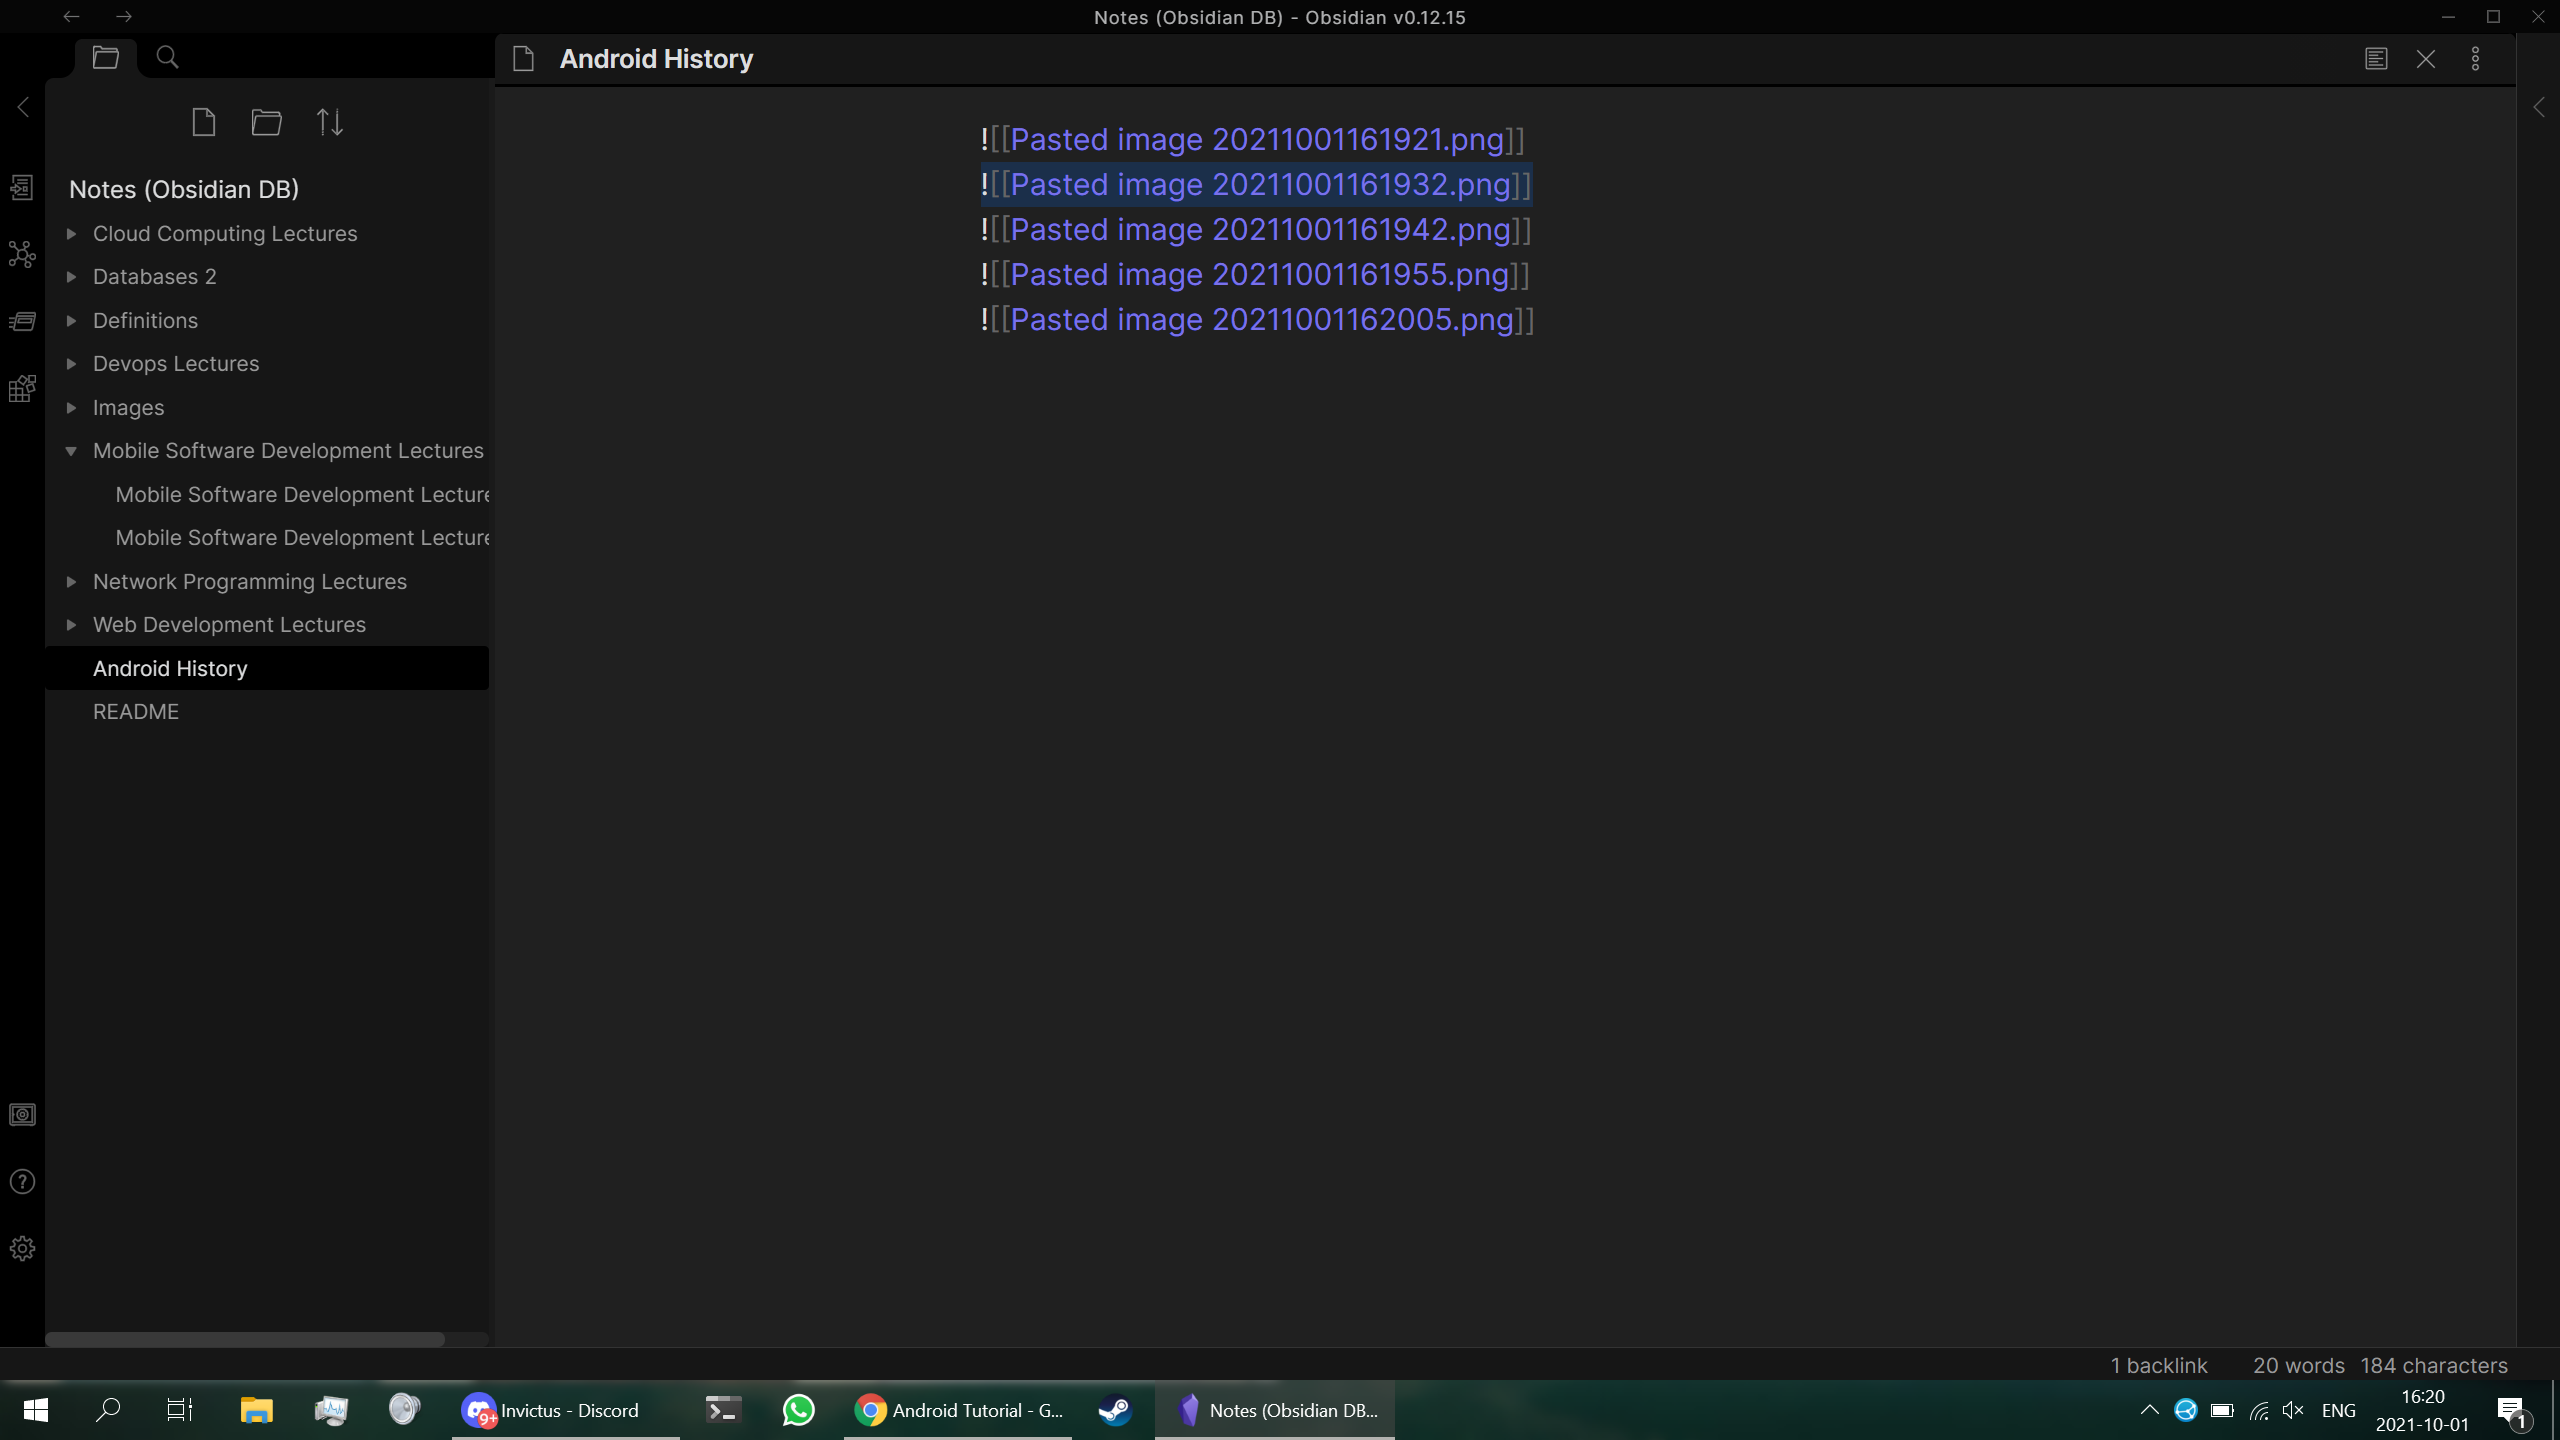 Notes (Obsidian DB) - Obsidian v0.12.15
Android History
Notes (Obsidian DB)
Cloud Computing Lectures
Databases 2
Definitions
Devops Lectures
Images
Mobile Software Development Lectures
Mobile Software Development Lecture
Mobile Software Development Lecture
Network Programming Lectures
Web Development Lectures
Android History
README
![[Pasted image 20211001161921.png]]
![[Pasted image 20211001161932.png]]
![[Pasted image 20211001161942.png]]
![[Pasted image 20211001161955.png]]
![[Pasted image 20211001162005.png]]
1 backlink 20 words 184 characters
9+ Invictus - Discord
Android Tutorial - G...
Notes (Obsidian DB...
ENG
16:20
2021-10-01
1